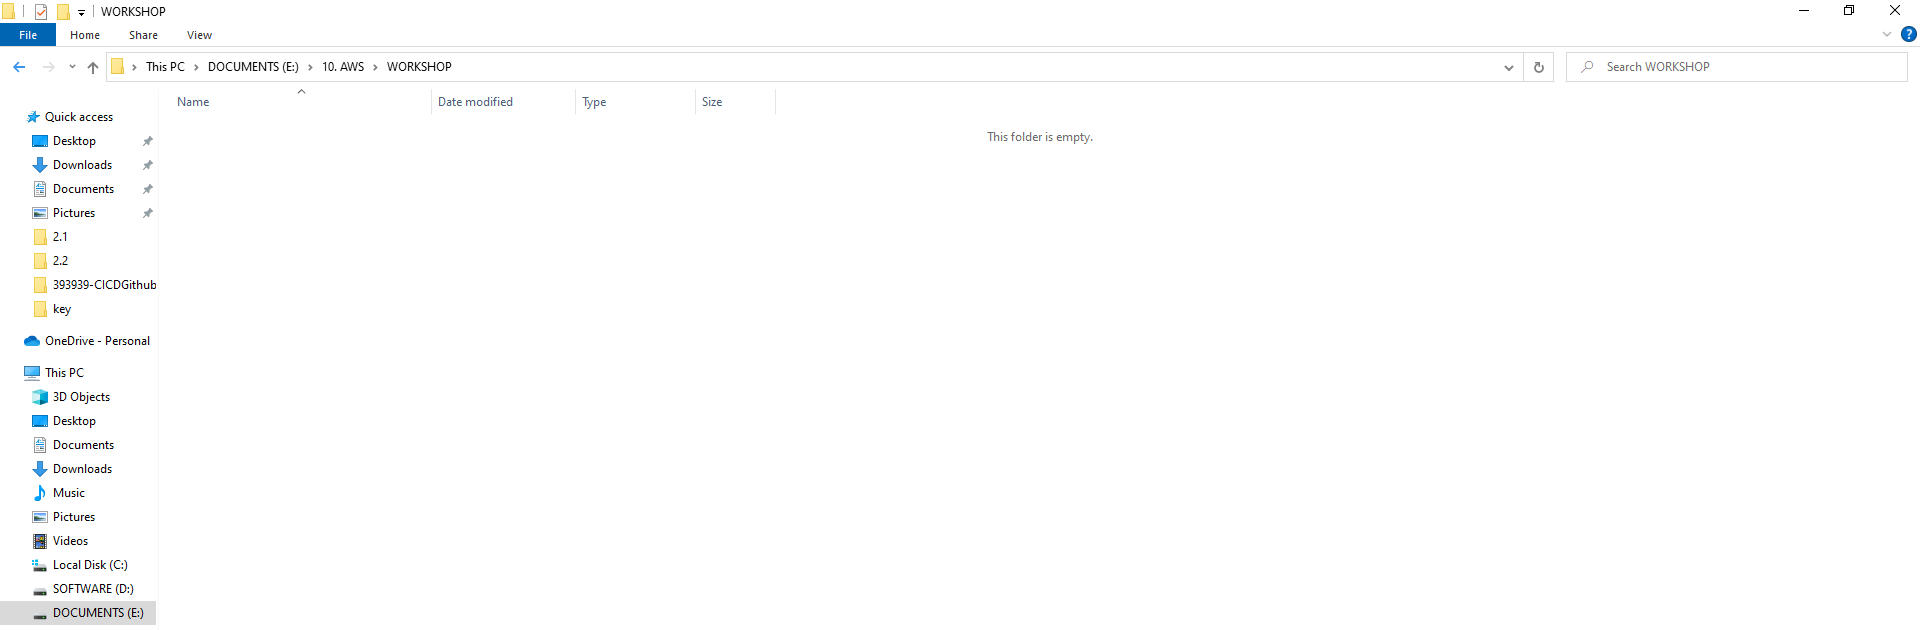 WORKSHOP
File Home Share View
This PC DOCUMENTS (E:) 10. AWS WORKSHOP
Search WORKSHOP
Name Date modified Type Size
This folder is empty.
Quick access
Desktop
Downloads
Documents
Pictures
2.1
2.2
393939-CICDGithub
key
OneDrive - Personal
This PC
3D Objects
Desktop
Documents
Downloads
Music
Pictures
Videos
Local Disk (C:)
SOFTWARE (D:)
DOCUMENTS (E:)